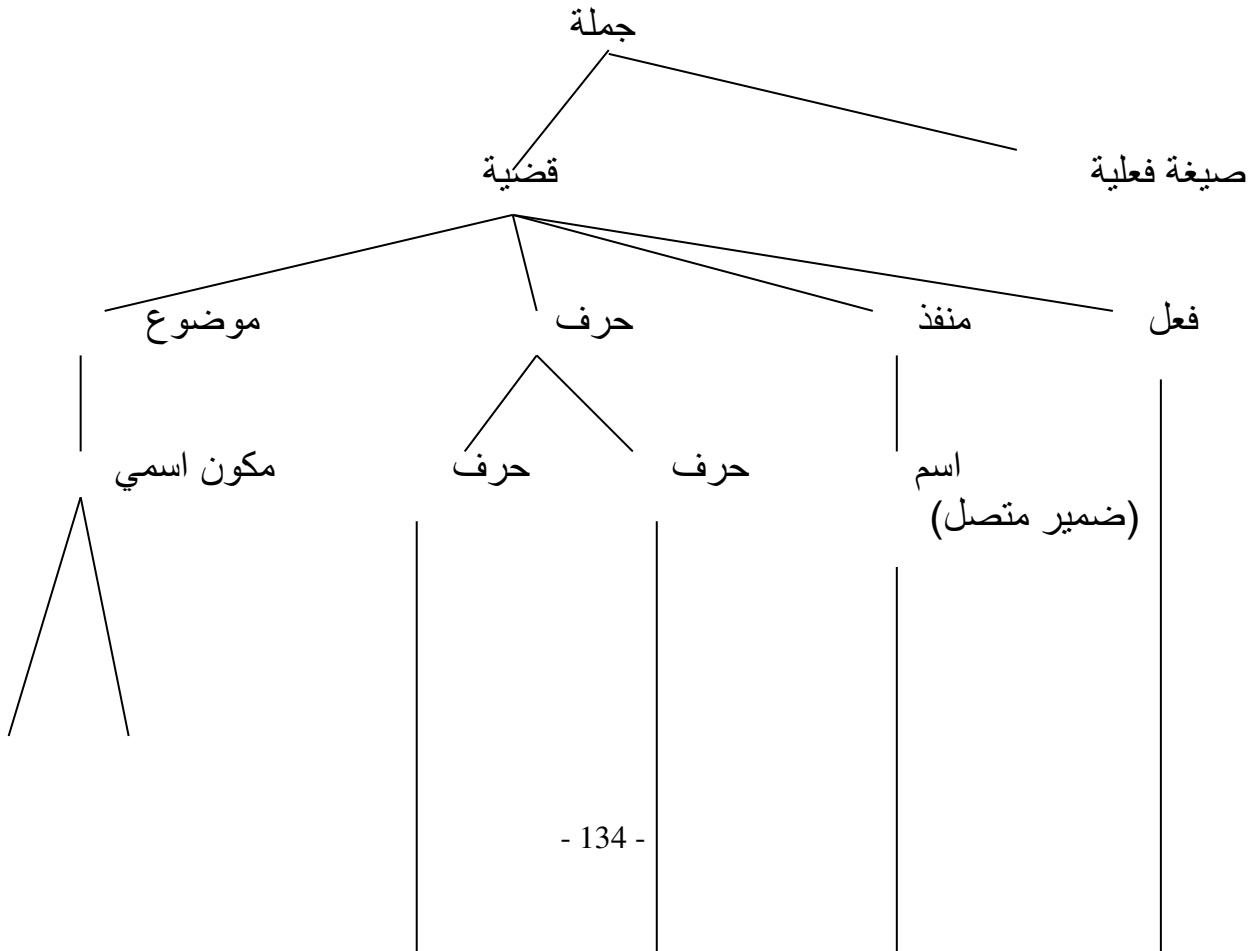 جملة
صيغة فعلية قضية
فعل منفذ حرف موضوع
اسم حرف حرف مكون اسمي
(ضمير متصل)
- 134 -